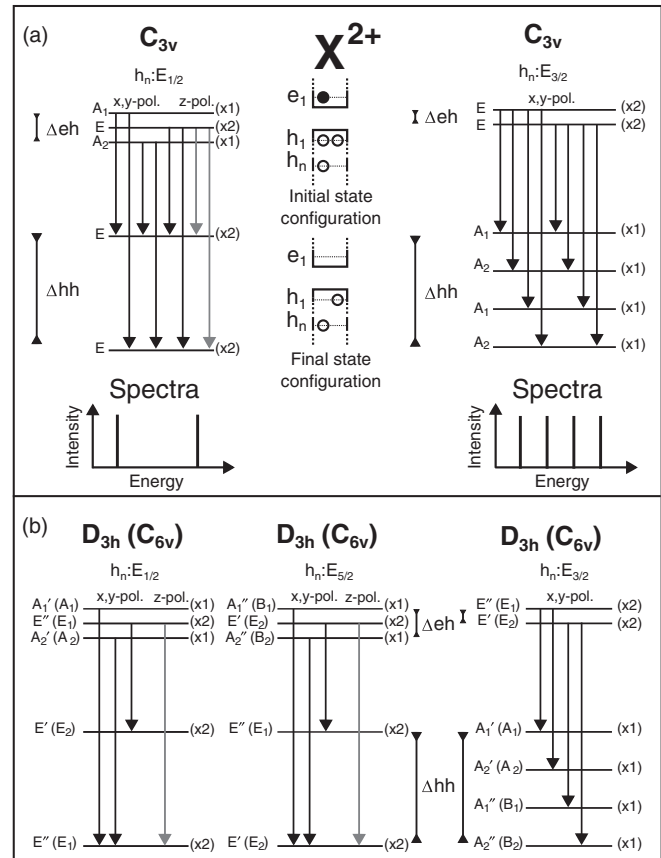 (a)
C3v
X2+
C3v
hn:E1/2
hn:E3/2
x,y-pol. z-pol.
x,y-pol.
A1 (x1)
E (x2)
A2 (x1)
Δeh
E (x2)
Δhh
E (x2)
e1
h1
hn
Initial state
configuration
e1
h1
hn
Final state
configuration
E (x2)
E (x2)
Δeh
A1 (x1)
A2 (x1)
A1 (x1)
A2 (x1)
Δhh
Spectra
Intensity
Energy
Spectra
Intensity
Energy
(b)
D3h (C6v)
D3h (C6v)
D3h (C6v)
hn:E1/2
hn:E5/2
hn:E3/2
x,y-pol. z-pol.
x,y-pol. z-pol.
x,y-pol.
A1′ (A1) (x1)
E″ (E1) (x2)
A2′ (A2) (x1)
E′ (E2) (x2)
E″ (E1) (x2)
A1″ (B1) (x1)
E′ (E2) (x2)
A2″ (B2) (x1)
Δeh
E″ (E1) (x2)
E′ (E2) (x2)
Δhh
E″ (E1) (x2)
E′ (E2) (x2)
A1′ (A1) (x1)
A2′ (A2) (x1)
A1″ (B1) (x1)
A2″ (B2) (x1)